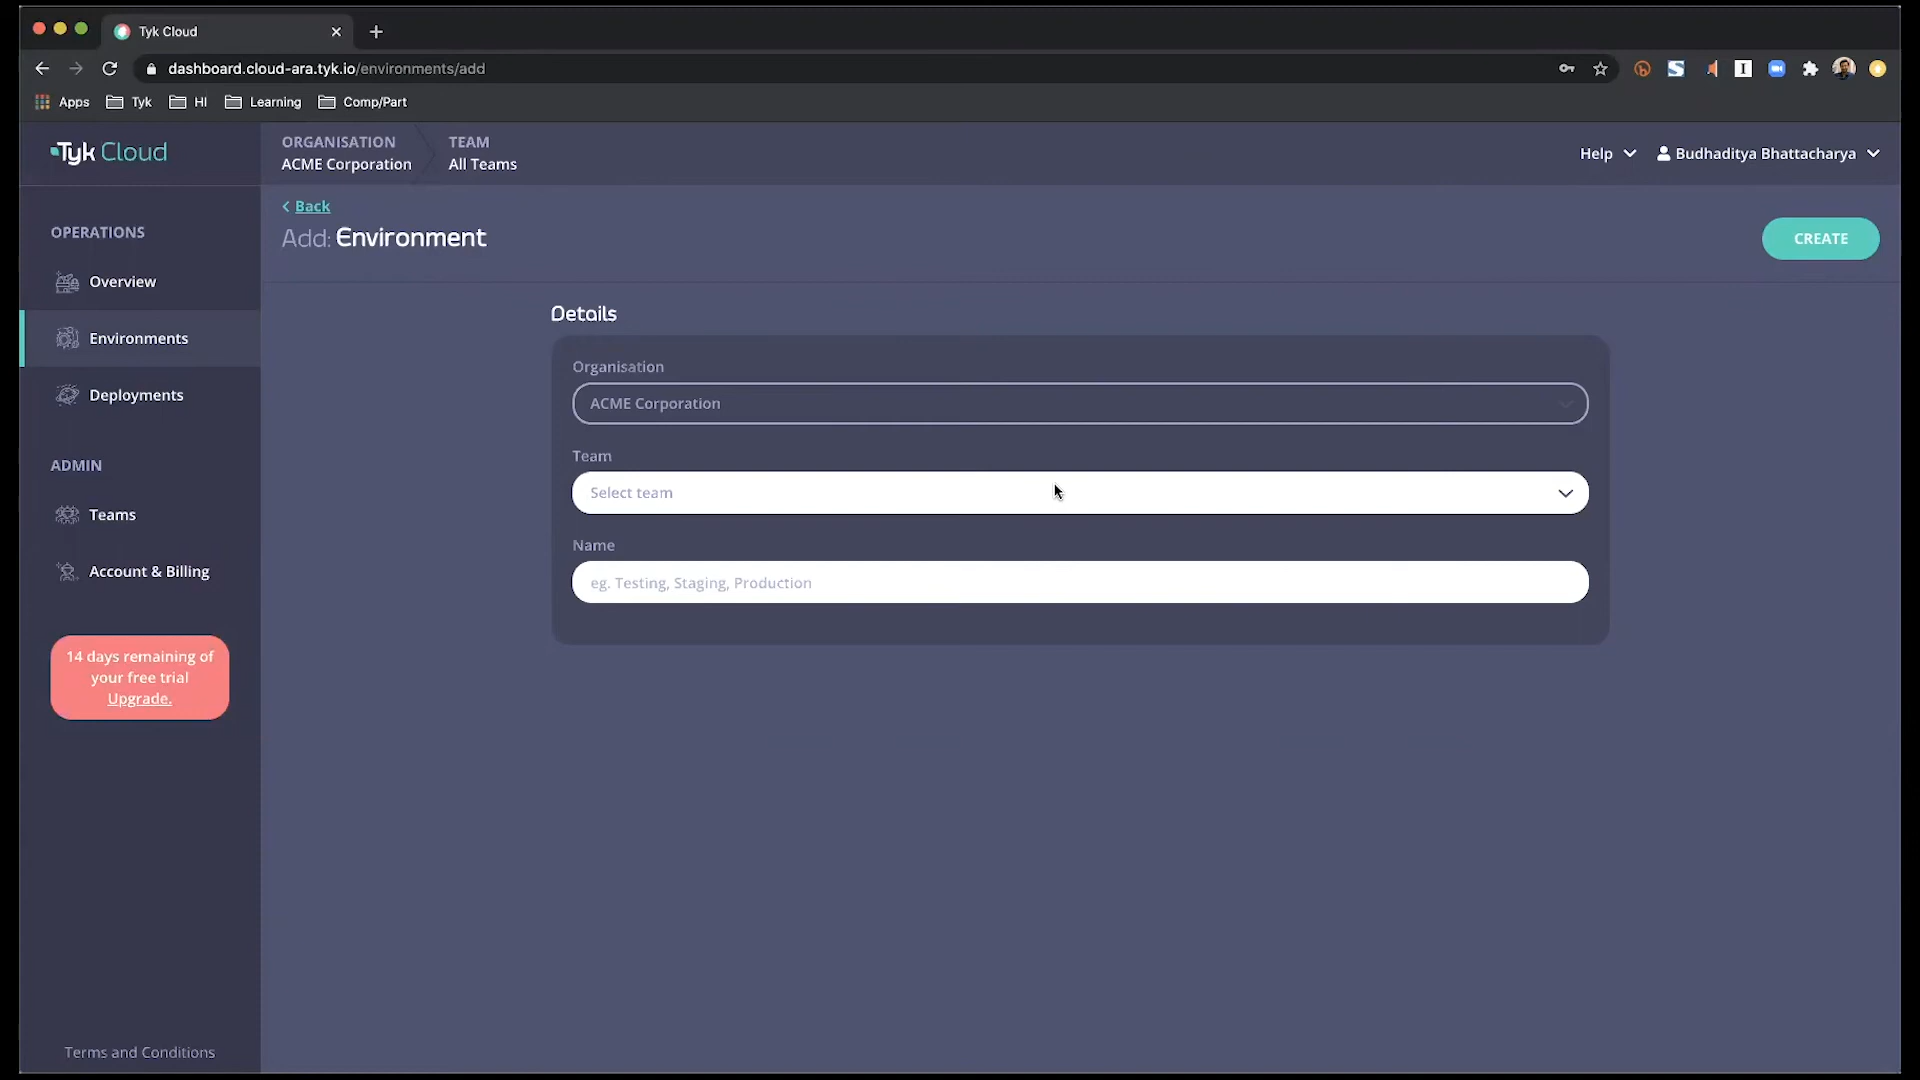 Tyk Cloud
dashboard.cloud-ara.tyk.io/environments/add
Apps Tyk HI Learning Comp/Part
Tyk Cloud
ORGANISATION
ACME Corporation
TEAM
All Teams
Help
Budhaditya Bhattacharya
Back
Add: Environment
CREATE
OPERATIONS
Overview
Environments
Deployments
ADMIN
Teams
Account & Billing
14 days remaining of
your free trial
Upgrade.
Terms and Conditions
Details
Organisation
ACME Corporation
Team
Select team
Name
eg. Testing, Staging, Production